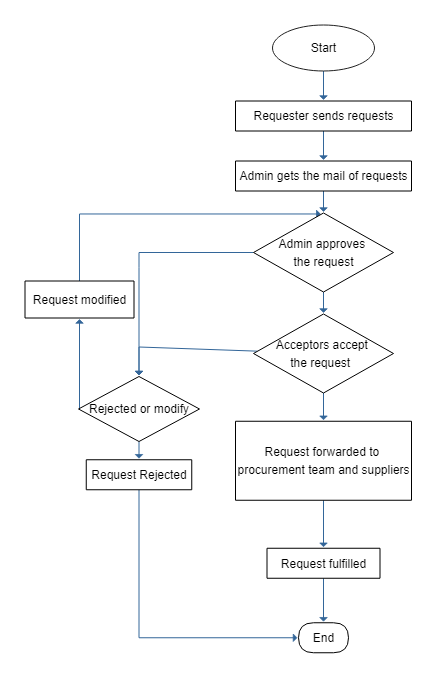 Start
Requester sends requests
Admin gets the mail of requests
Admin approves
the request
Request modified
Acceptors accept
the request
Rejected or modify
Request forwarded to
procurement team and suppliers
Request Rejected
Request fulfilled
End